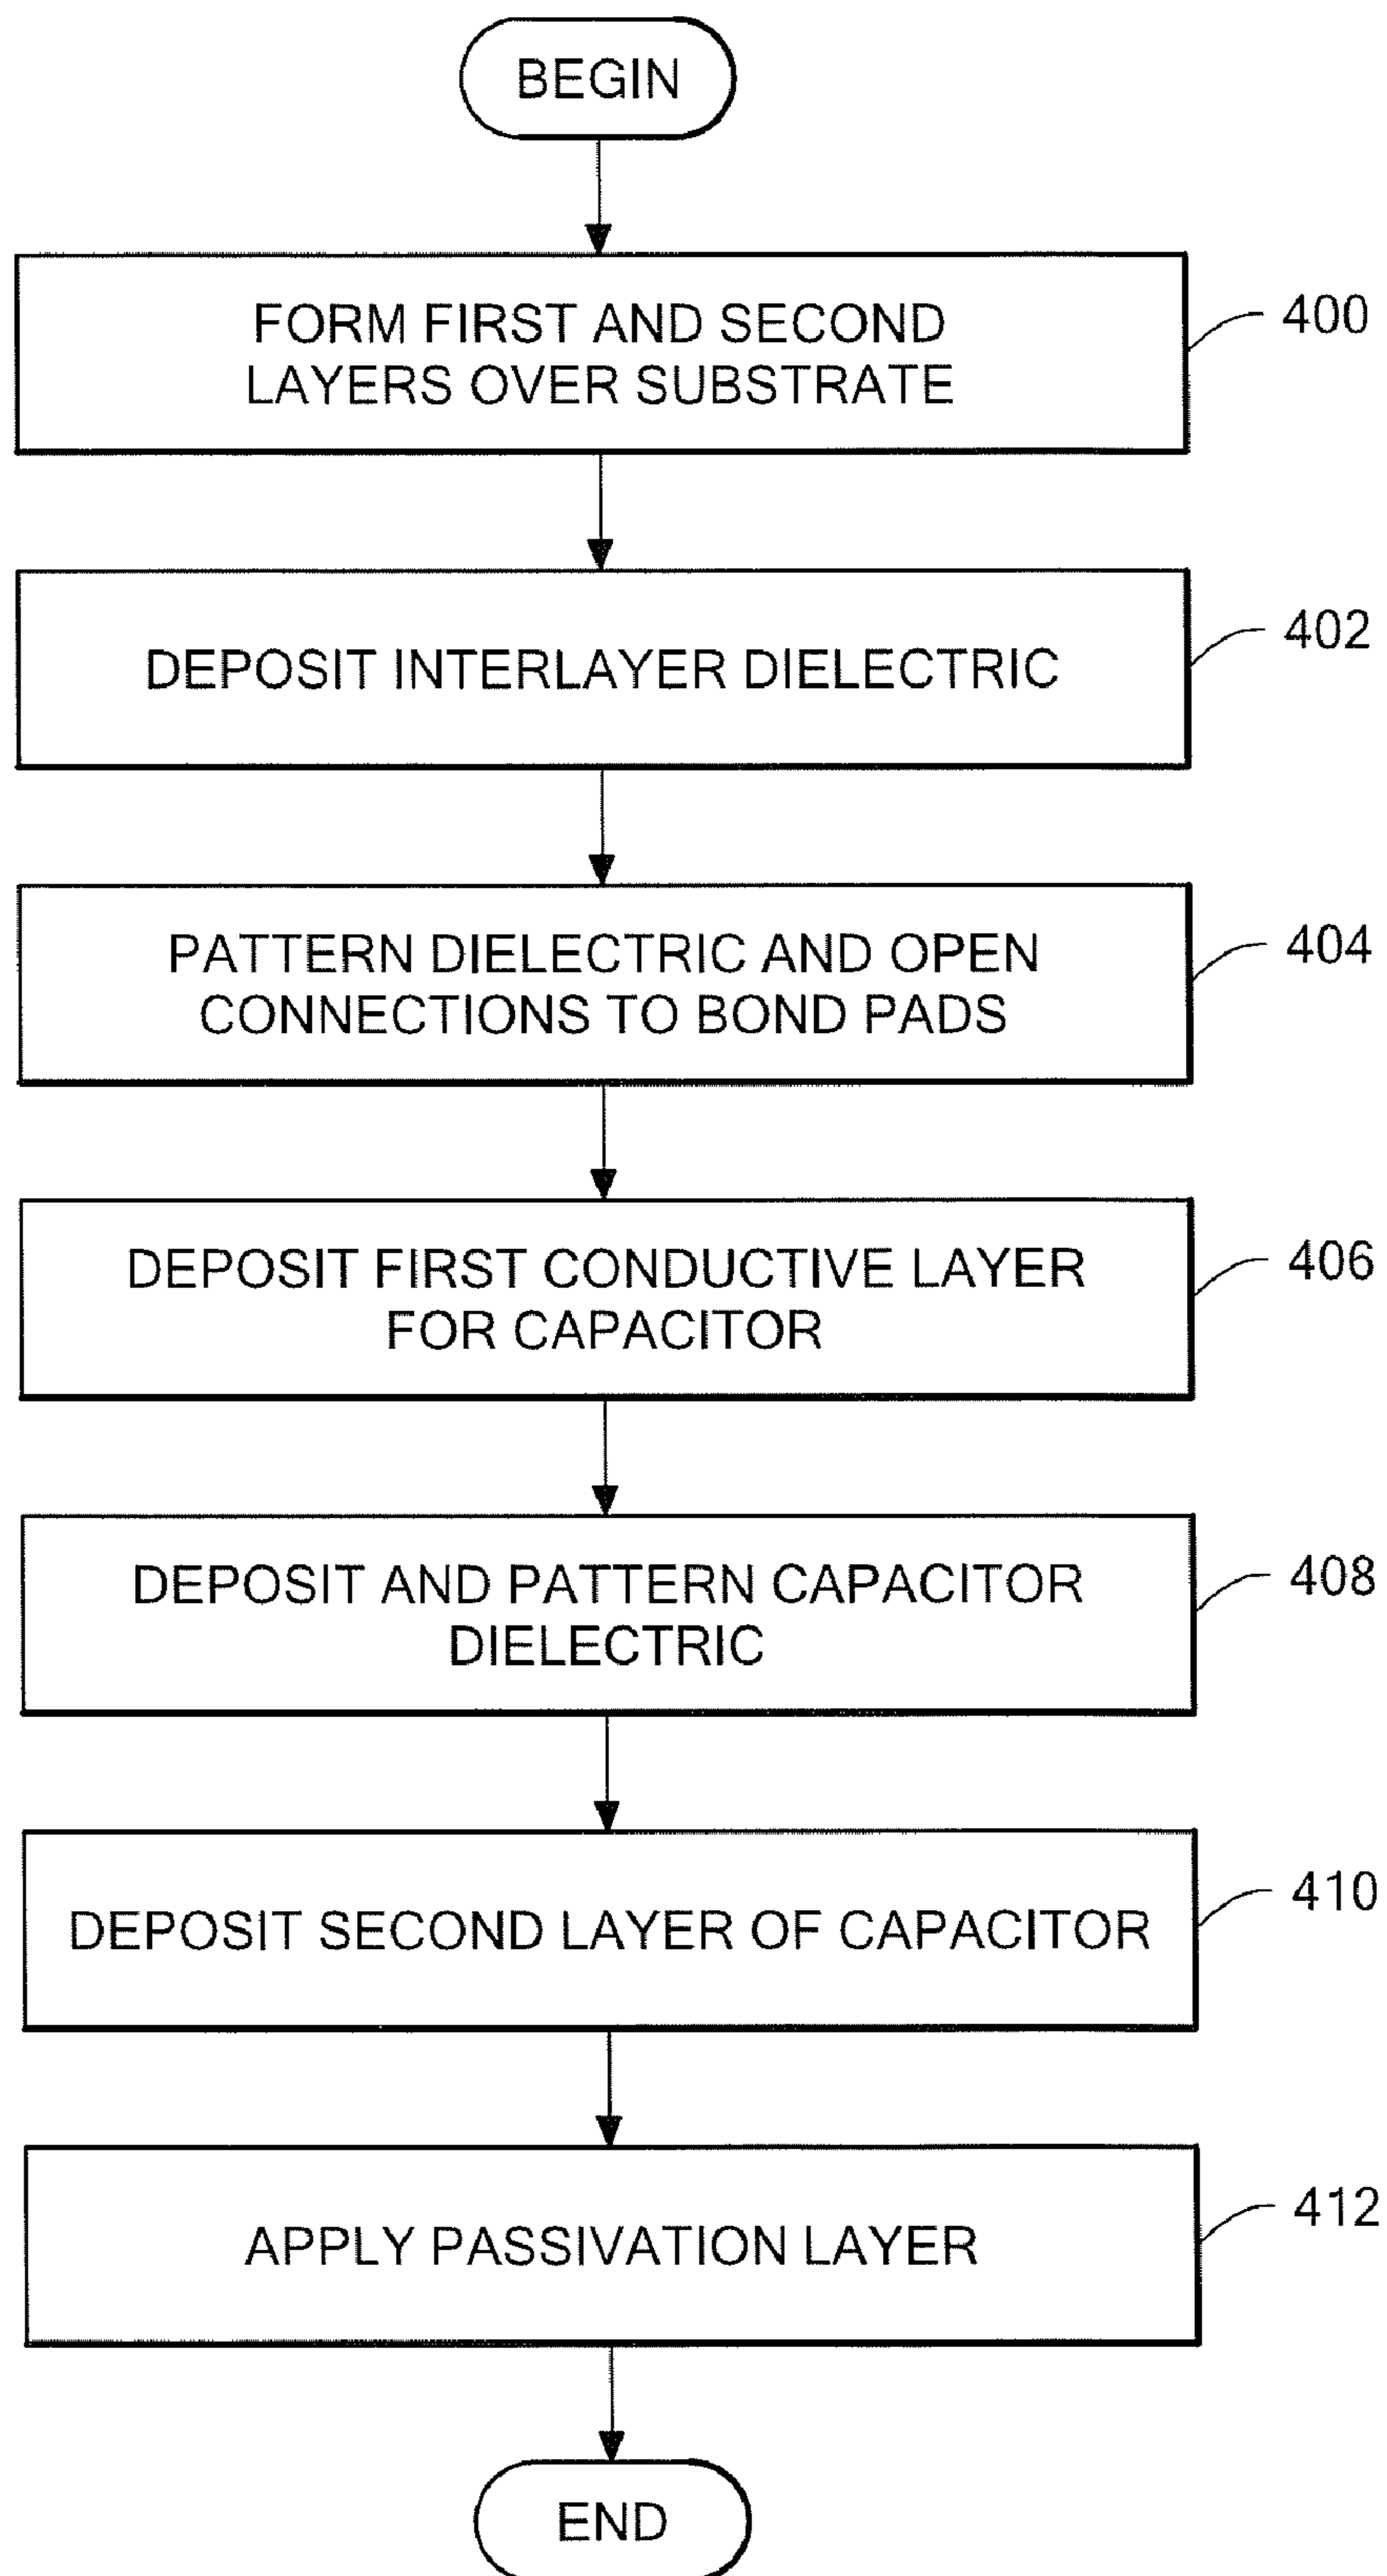 BEGIN
FORM FIRST AND SECOND
LAYERS OVER SUBSTRATE
400
DEPOSIT INTERLAYER DIELECTRIC
402
PATTERN DIELECTRIC AND OPEN
CONNECTIONS TO BOND PADS
404
DEPOSIT FIRST CONDUCTIVE LAYER
FOR CAPACITOR
406
DEPOSIT AND PATTERN CAPACITOR
DIELECTRIC
408
DEPOSIT SECOND LAYER OF CAPACITOR
410
APPLY PASSIVATION LAYER
412
END